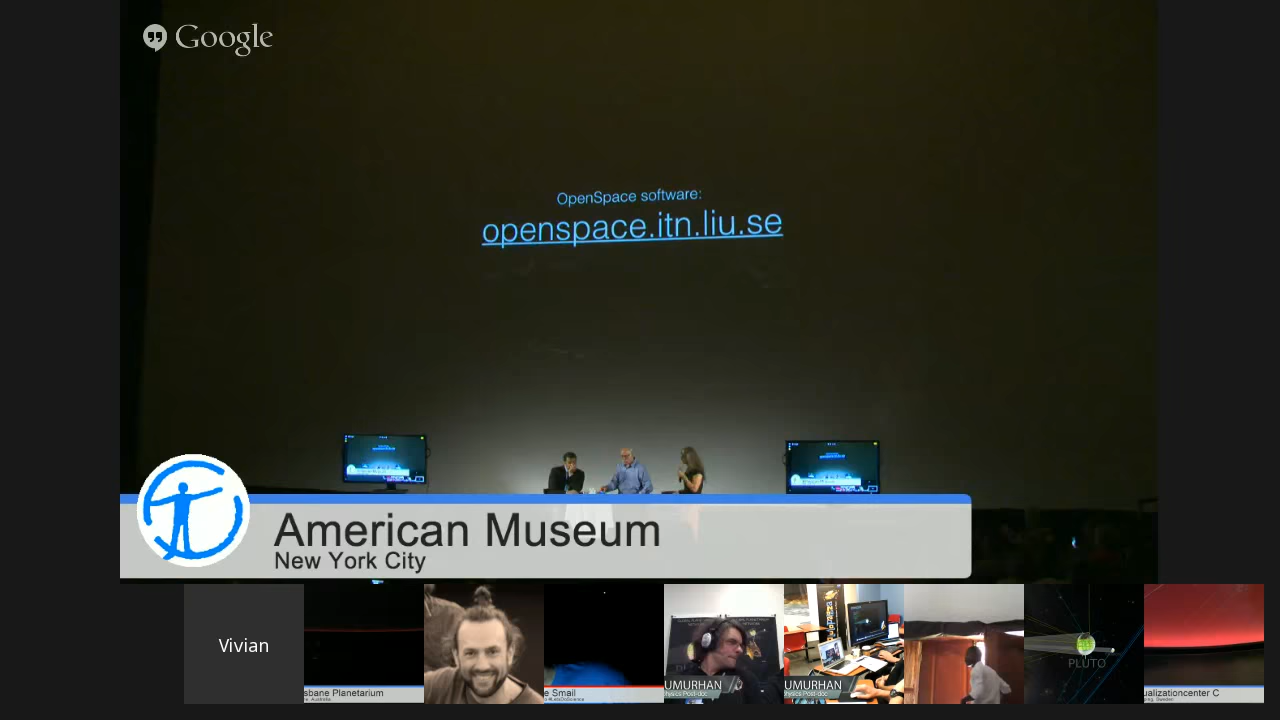 Google
OpenSpace software:
openspace.itn.liu.se
American Museum
New York City
Vivian
sbane Planetarium
e Smail
UMURHAN
UMURHAN
PLUTO
ualizationcenter C